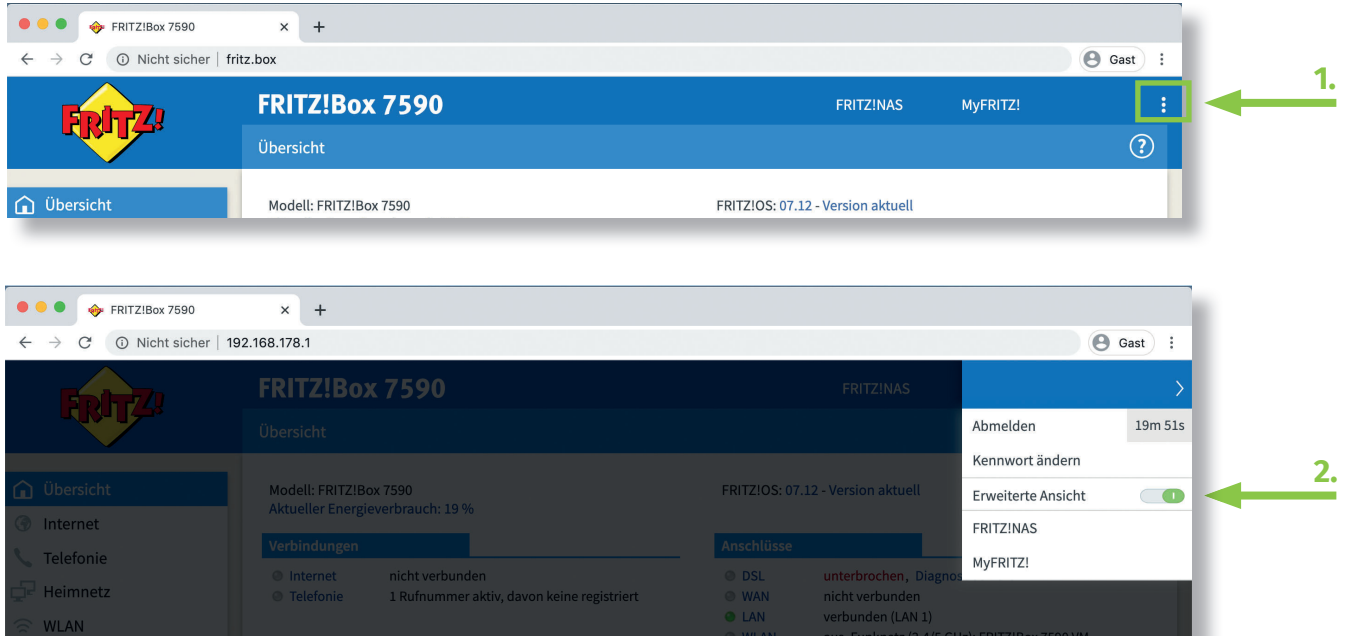 FRITZ!Box 7590
Nicht sicher | fritz.box
Gast
1.
FRITZ!
FRITZ!Box 7590
FRITZ!NAS
MyFRITZ!
Übersicht
?
Übersicht
Modell: FRITZ!Box 7590
FRITZ!OS: 07.12 - Version aktuell
FRITZ!Box 7590
Nicht sicher | 192.168.178.1
Gast
FRITZ!
FRITZ!Box 7590
FRITZ!NAS
Übersicht
Abmelden
19m 51s
Kennwort ändern
Erweiterte Ansicht
2.
FRITZ!NAS
MyFRITZ!
Übersicht
Internet
Telefonie
Heimnetz
WLAN
Modell: FRITZ!Box 7590
Aktueller Energieverbrauch: 19 %
FRITZ!OS: 07.12 - Version aktuell
Verbindungen
Internet nicht verbunden
Telefonie 1 Rufnummer aktiv, davon keine registriert
Anschlüsse
DSL unterbrochen, Diagnos
WAN nicht verbunden
LAN verbunden (LAN 1)
WLAN